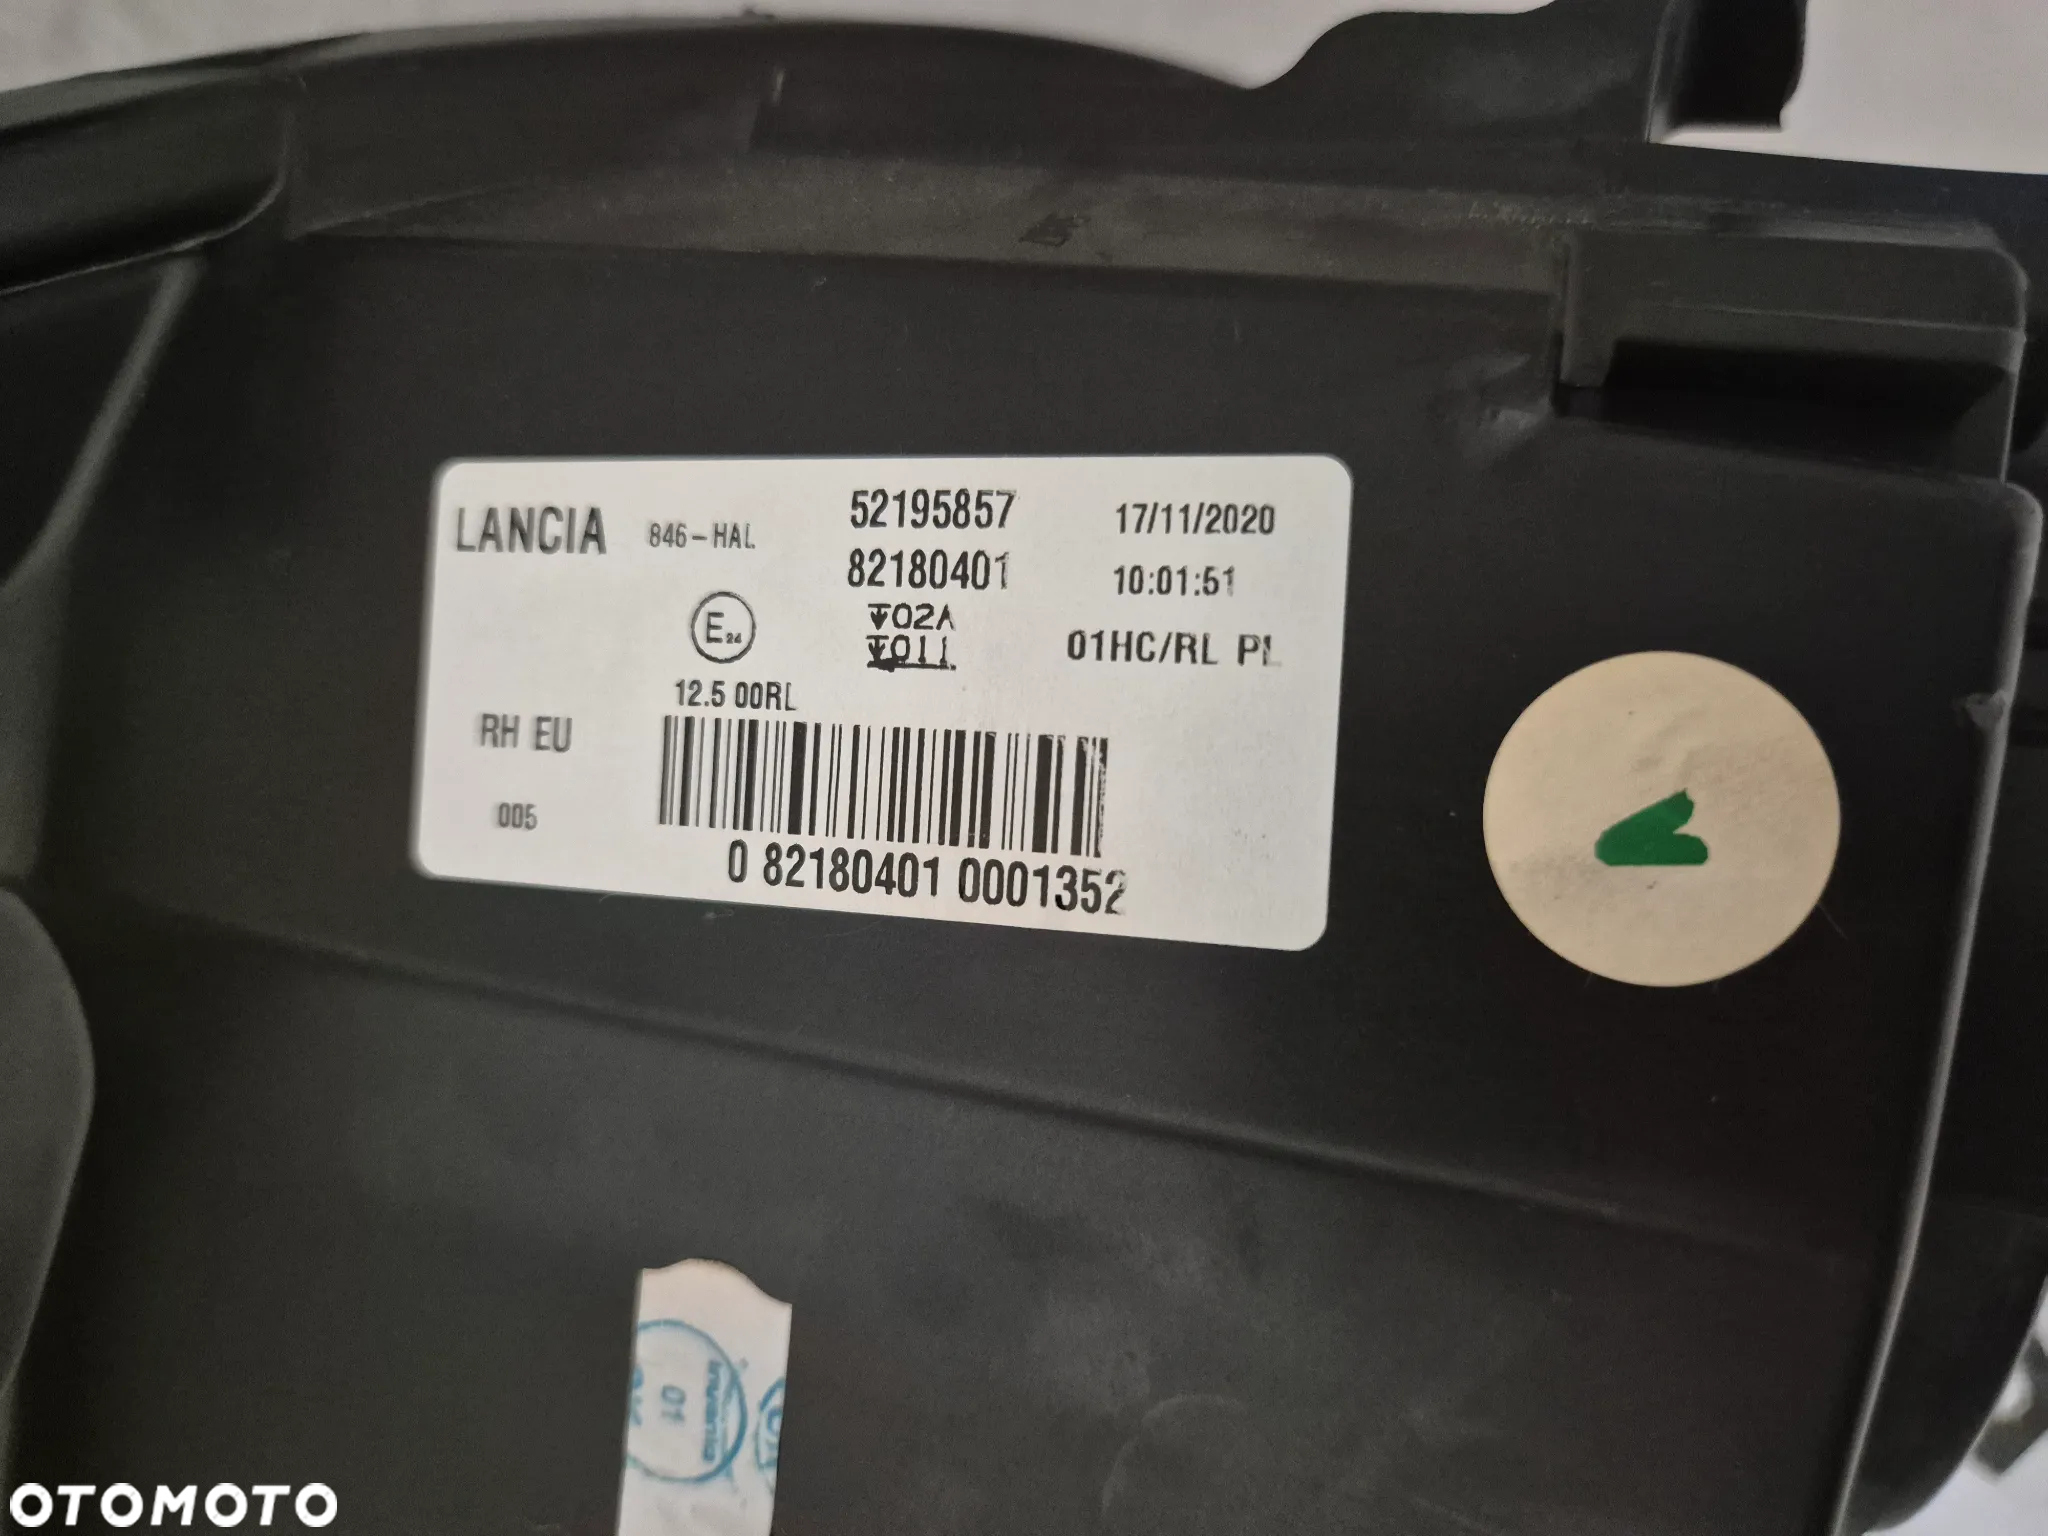 LANCIA 846-HAL 52195857 17/11/2020
82180401 10:01:51
E24 02A
011 01HC/RL PL
12.5 00RL
RH EU
005
0 82180401 0001352
01
OTOMOTO